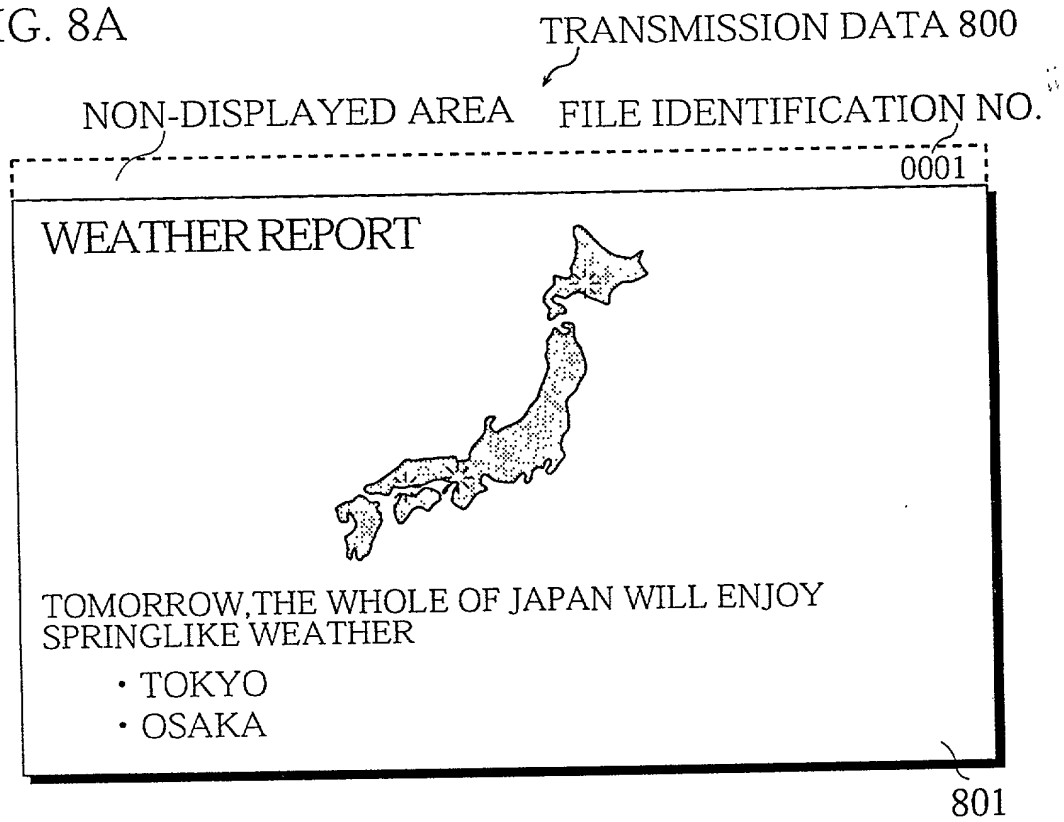 IG. 8A
TRANSMISSION DATA 800
NON-DISPLAYED AREA
FILE IDENTIFICATION NO.
0001
WEATHER REPORT
TOMORROW,THE WHOLE OF JAPAN WILL ENJOY
SPRINGLIKE WEATHER
・TOKYO
・OSAKA
801